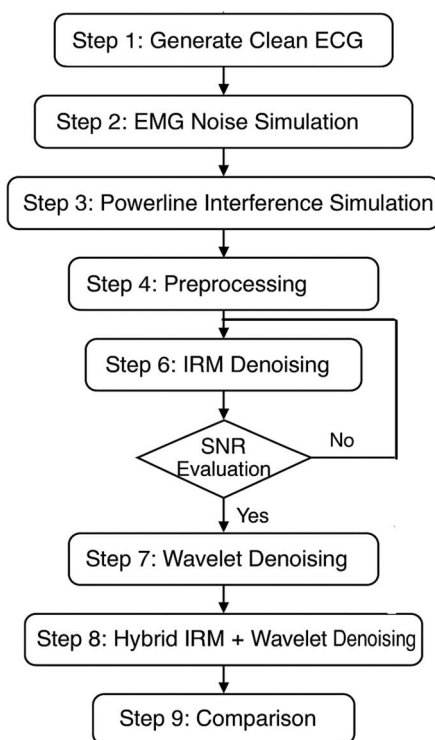 Step 1: Generate Clean ECG
Step 2: EMG Noise Simulation
Step 3: Powerline Interference Simulation
Step 4: Preprocessing
Step 6: IRM Denoising
SNR
Evaluation
No
Yes
Step 7: Wavelet Denoising
Step 8: Hybrid IRM + Wavelet Denoising
Step 9: Comparison